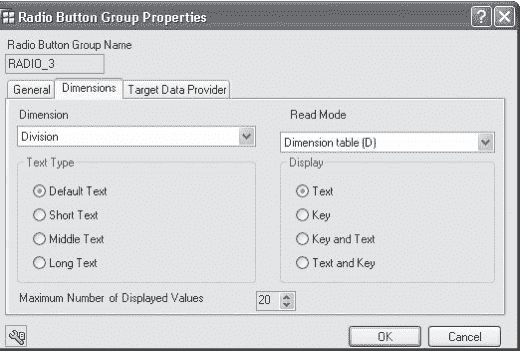 Radio Button Group Properties
Radio Button Group Name
RADIO_3
General Dimensions Target Data Provider
Dimension Read Mode
Division Dimension table (D)
Text Type Display
Default Text Text
Short Text Key
Middle Text Key and Text
Long Text Text and Key
Maximum Number of Displayed Values 20
OK Cancel